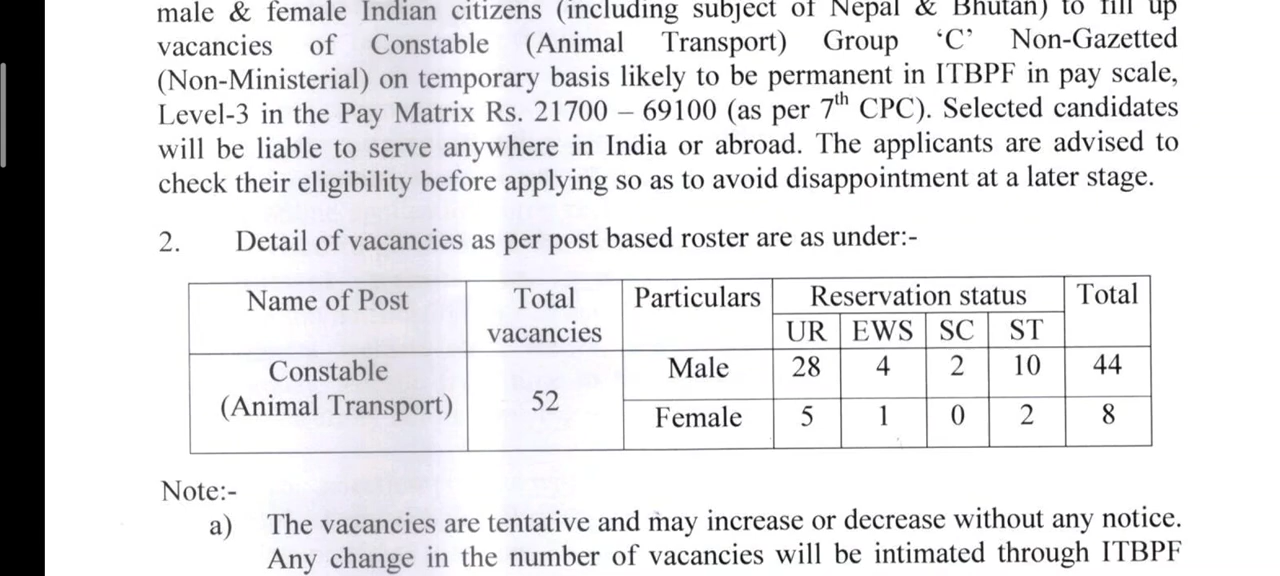 male & female Indian citizens (including subject of Nepal & Bhutan) to fill up
vacancies of Constable (Animal Transport) Group ‘C’ Non-Gazetted
(Non-Ministerial) on temporary basis likely to be permanent in ITBPF in pay scale,
Level-3 in the Pay Matrix Rs. 21700 – 69100 (as per 7th CPC). Selected candidates
will be liable to serve anywhere in India or abroad. The applicants are advised to
check their eligibility before applying so as to avoid disappointment at a later stage.
2. Detail of vacancies as per post based roster are as under:-
Name of Post Total vacancies Particulars Reservation status Total
UR EWS SC ST
Constable (Animal Transport) 52 Male 28 4 2 10 44
Female 5 1 0 2 8
Note:-
a) The vacancies are tentative and may increase or decrease without any notice.
Any change in the number of vacancies will be intimated through ITBPF